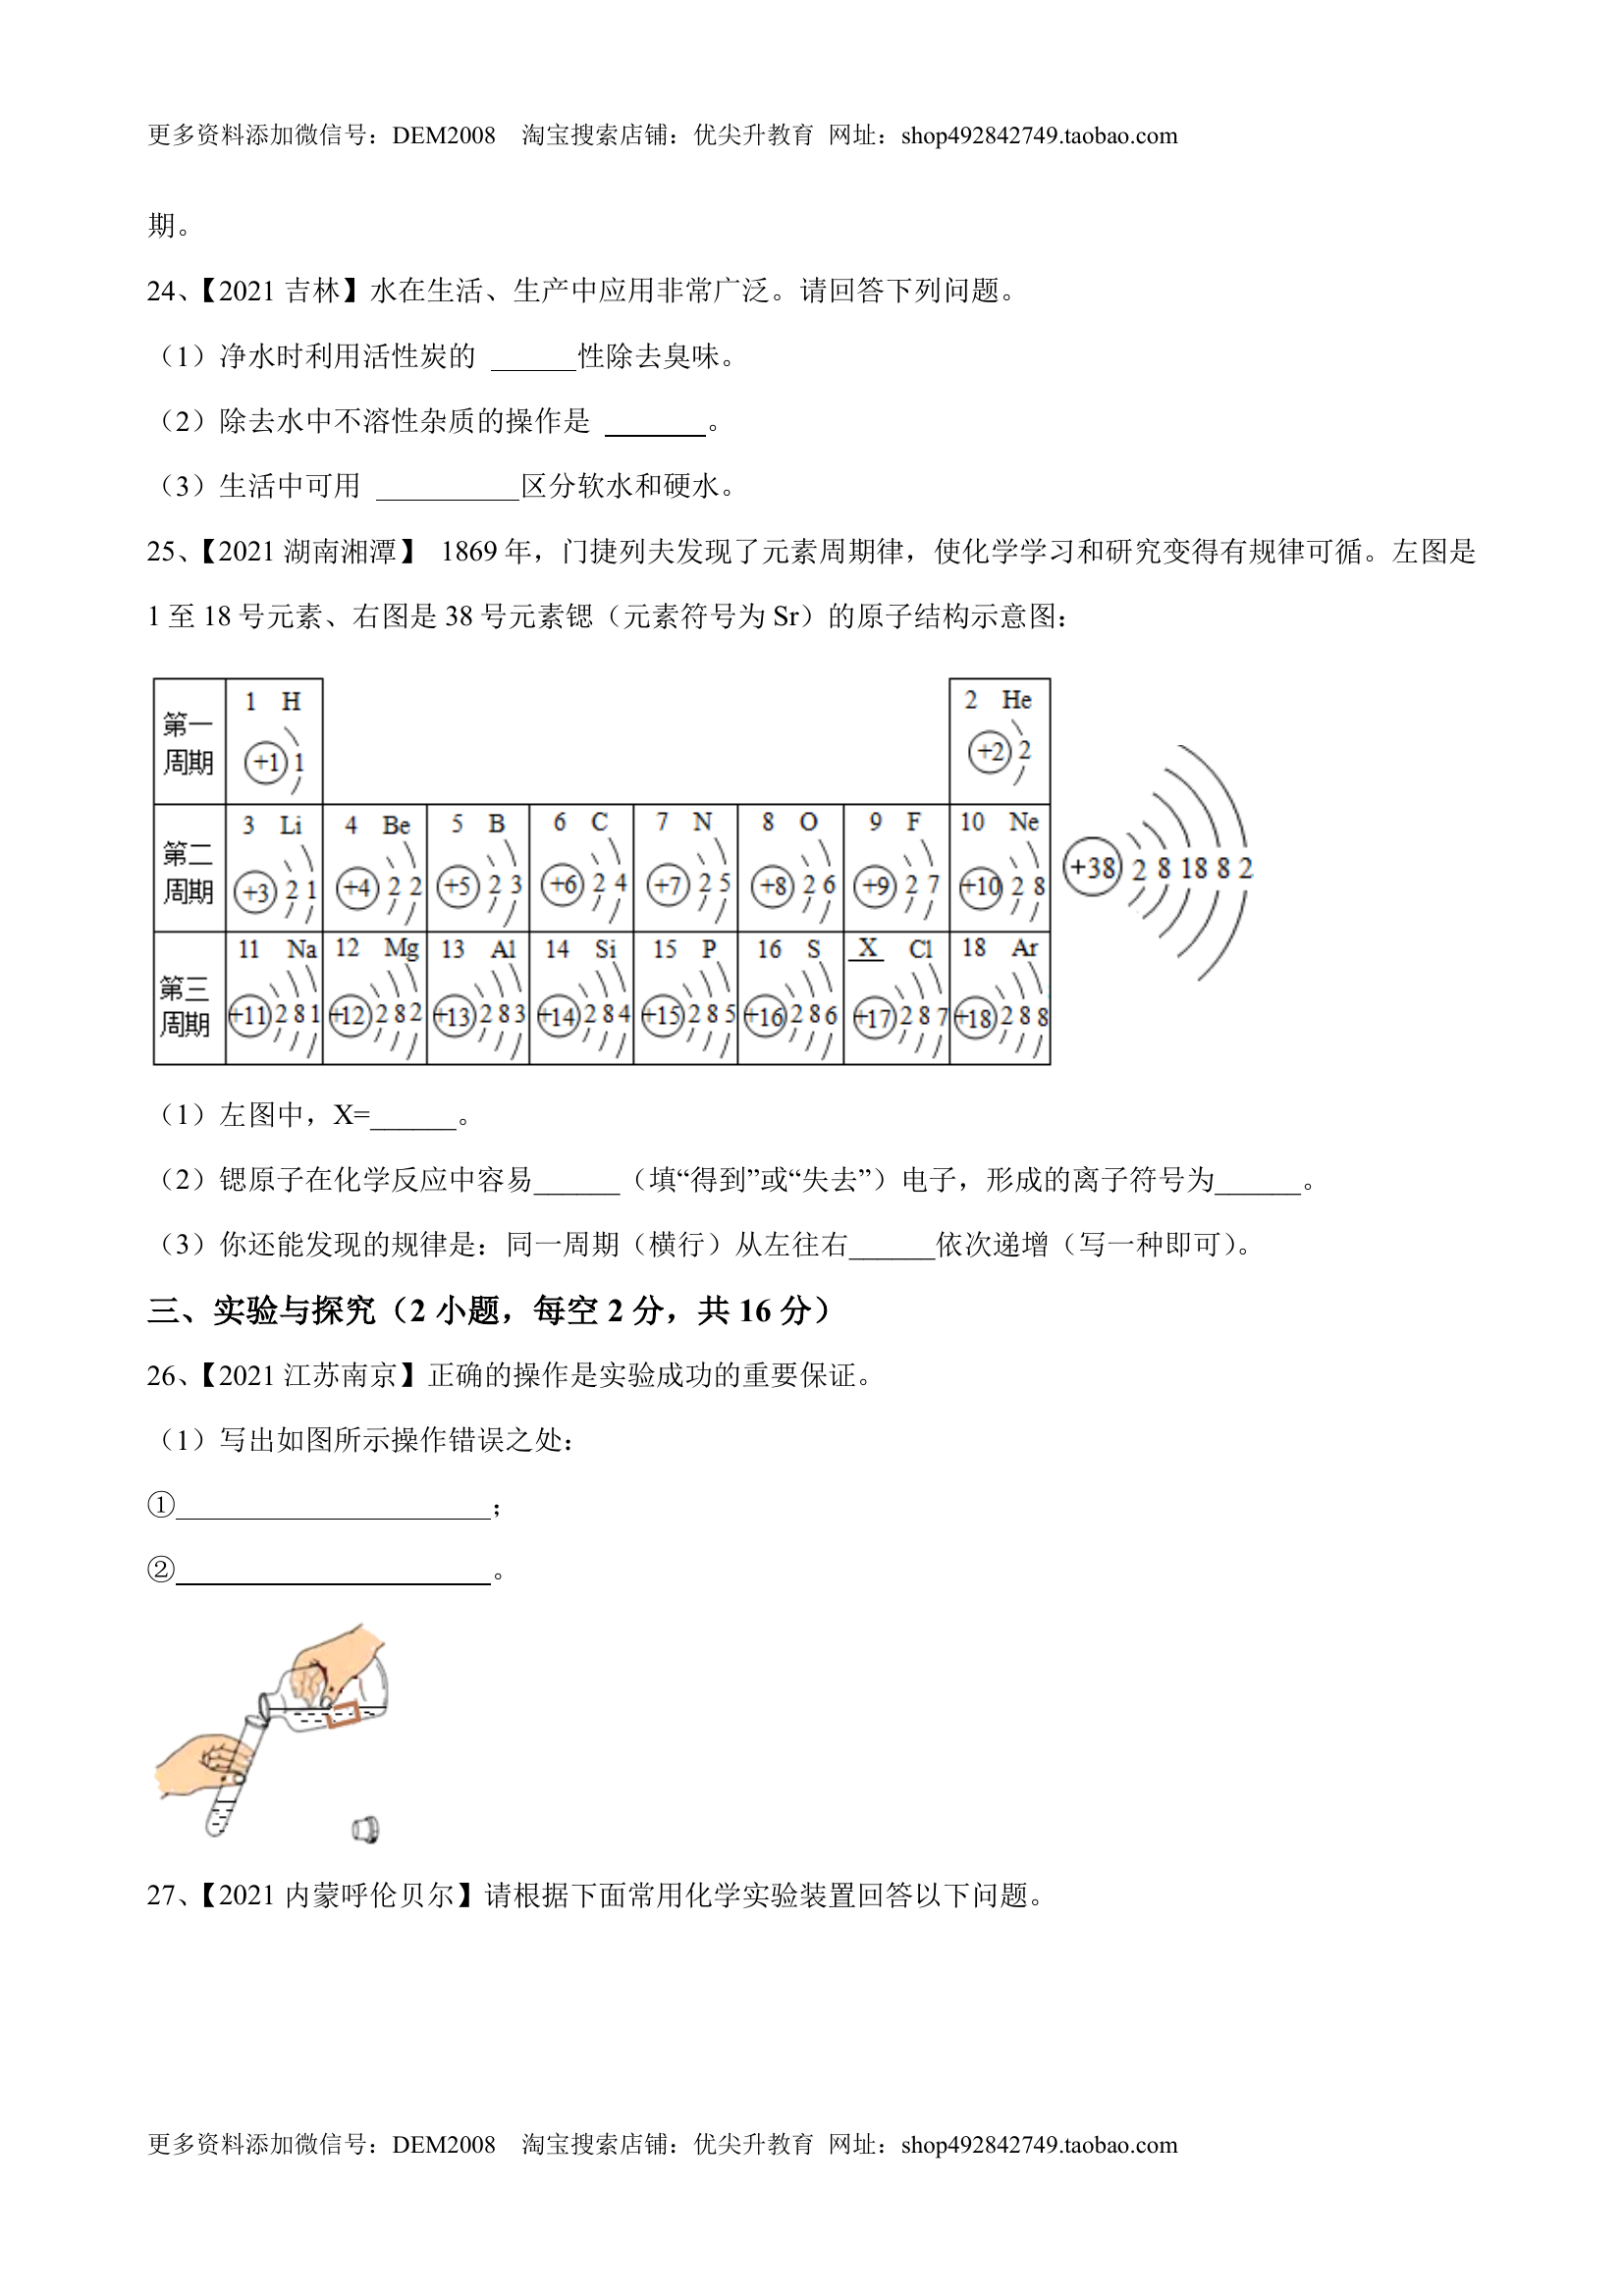 更多资料添加微信号：DEM2008 淘宝搜索店铺：优尖升教育 网址：shop492842749.taobao.com
期。
24、【2021 吉林】水在生活、生产中应用非常广泛。请回答下列问题。
（1）净水时利用活性炭的 ______性除去臭味。
（2）除去水中不溶性杂质的操作是 _______。
（3）生活中可用 __________区分软水和硬水。
25、【2021 湖南湘潭】 1869 年，门捷列夫发现了元素周期律，使化学学习和研究变得有规律可循。左图是
1 至 18 号元素、右图是 38 号元素锶（元素符号为 Sr）的原子结构示意图：
第一周期 1 H +1 1 2 He +2 2
第二周期 3 Li +3 2 1 4 Be +4 2 2 5 B +5 2 3 6 C +6 2 4 7 N +7 2 5 8 O +8 2 6 9 F +9 2 7 10 Ne +10 2 8
+38 2 8 18 8 2
第三周期 11 Na +11 2 8 1 12 Mg +12 2 8 2 13 Al +13 2 8 3 14 Si +14 2 8 4 15 P +15 2 8 5 16 S +16 2 8 6 X Cl +17 2 8 7 18 Ar +18 2 8 8
（1）左图中，X=______。
（2）锶原子在化学反应中容易______（填“得到”或“失去”）电子，形成的离子符号为______。
（3）你还能发现的规律是：同一周期（横行）从左往右______依次递增（写一种即可）。
三、实验与探究（2 小题，每空 2 分，共 16 分）
26、【2021 江苏南京】正确的操作是实验成功的重要保证。
（1）写出如图所示操作错误之处：
①______________________；
②______________________。
27、【2021 内蒙呼伦贝尔】请根据下面常用化学实验装置回答以下问题。
更多资料添加微信号：DEM2008 淘宝搜索店铺：优尖升教育 网址：shop492842749.taobao.com